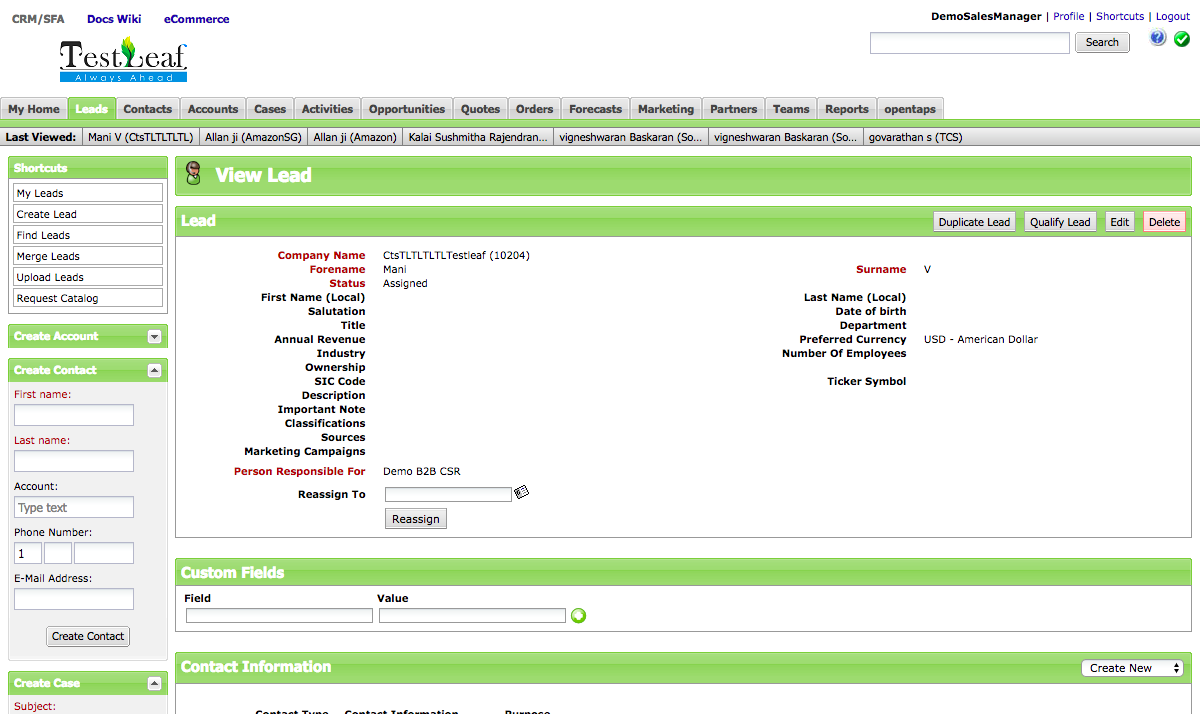 CRM/SFA Docs Wiki eCommerce
DemoSalesManager | Profile | Shortcuts | Logout
TestLeaf
Always Ahead
Search
My Home Leads Contacts Accounts Cases Activities Opportunities Quotes Orders Forecasts Marketing Partners Teams Reports opentaps
Last Viewed: Mani V (CtsTLTLTLTL) Allan ji (AmazonSG) Allan ji (Amazon) Kalai Sushmitha Rajendran... vigneshwaran Baskaran (So... vigneshwaran Baskaran (So... govarathan s (TCS)
Shortcuts
My Leads
Create Lead
Find Leads
Merge Leads
Upload Leads
Request Catalog
Create Account
Create Contact
First name:
Last name:
Account:
Type text
Phone Number:
1
E-Mail Address:
Create Contact
Create Case
Subject:
View Lead
Lead Duplicate Lead Qualify Lead Edit Delete
Company Name CtsTLTLTLTLTestleaf (10204)
Forename Mani Surname V
Status Assigned
First Name (Local) Last Name (Local)
Salutation Date of birth
Title Department
Annual Revenue Preferred Currency USD - American Dollar
Industry Number Of Employees
Ownership
SIC Code Ticker Symbol
Description
Important Note
Classifications
Sources
Marketing Campaigns
Person Responsible For Demo B2B CSR
Reassign To
Reassign
Custom Fields
Field Value
Contact Information Create New
Contact Type Contact Information Purpose